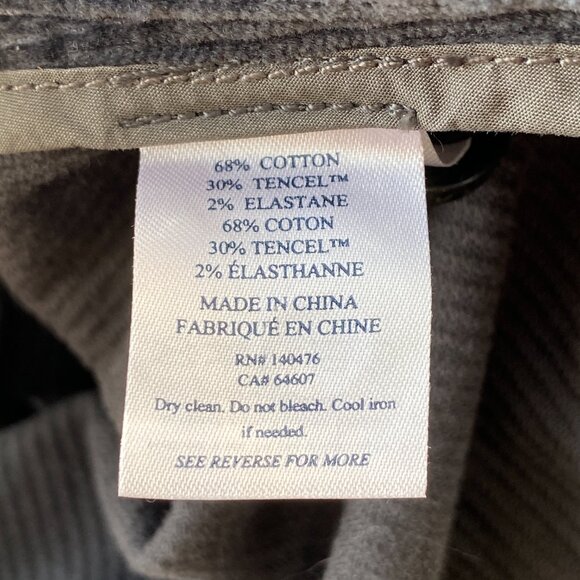 68% COTTON
30% TENCEL™
2% ELASTANE
68% COTON
30% TENCEL™
2% ÉLASTHANNE
MADE IN CHINA
FABRIQUÉ EN CHINE
RN# 140476
CA# 64607
Dry clean. Do not bleach. Cool iron
if needed.
SEE REVERSE FOR MORE